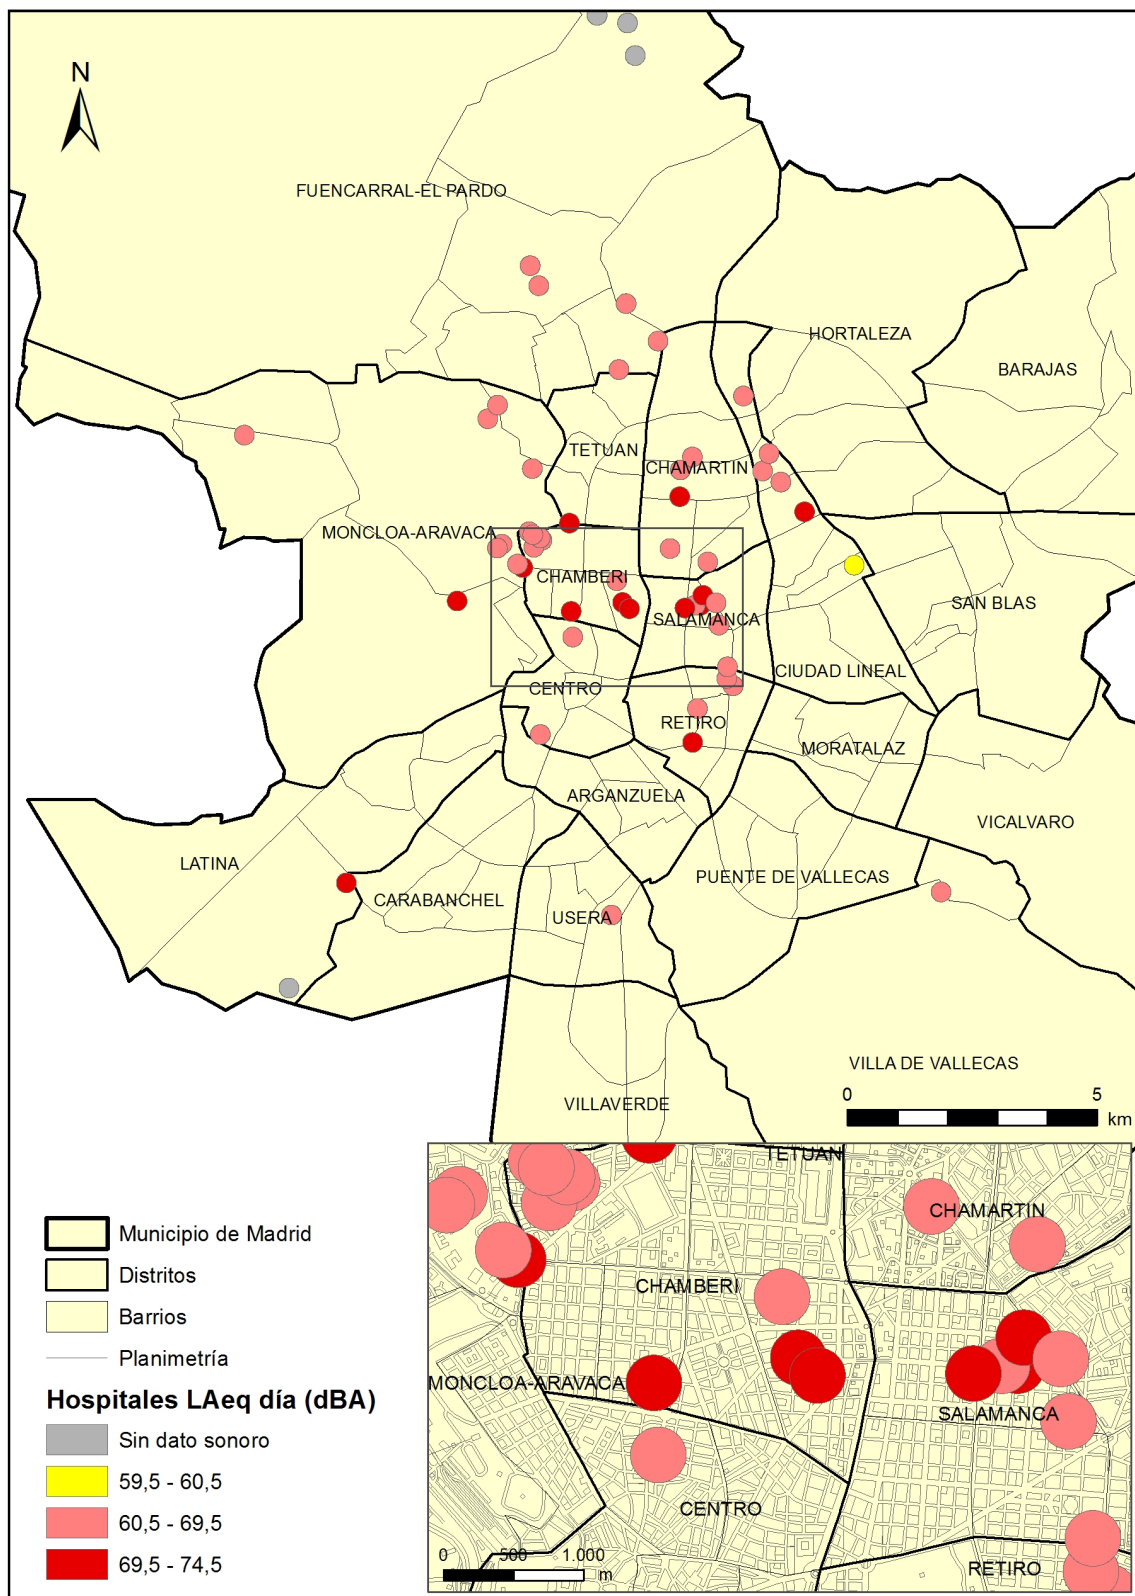 N
FUENCARRAL-EL PARDO
HORTALEZA
BARAJAS
TETUAN
CHAMARTIN
MONCLOA-ARAVACA
CHAMBERI
SAN BLAS
SALAMANCA
CIUDAD LINEAL
CENTRO
RETIRO
MORATALAZ
ARGANZUELA
VICALVARO
LATINA
PUENTE DE VALLECAS
CARABANCHEL
USERA
VILLA DE VALLECAS
0 5
km
VILLAVERDE
TETUAN
CHAMARTIN
CHAMBERI
MONCLOA-ARAVACA
SALAMANCA
CENTRO
RETIRO
0 500 1.000
m
Municipio de Madrid
Distritos
Barrios
Planimetría
Hospitales LAeq día (dBA)
Sin dato sonoro
59,5 - 60,5
60,5 - 69,5
69,5 - 74,5